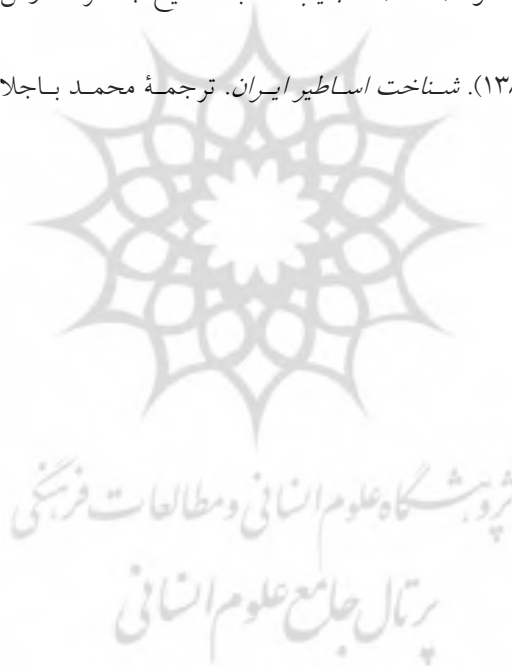 ۱۳۸). شناخت اساطیر ایران. ترجمهٔ محمد باجلا
پژوهشگاه علوم انسانی و مطالعات فرهنگی
پرتال جامع علوم انسانی